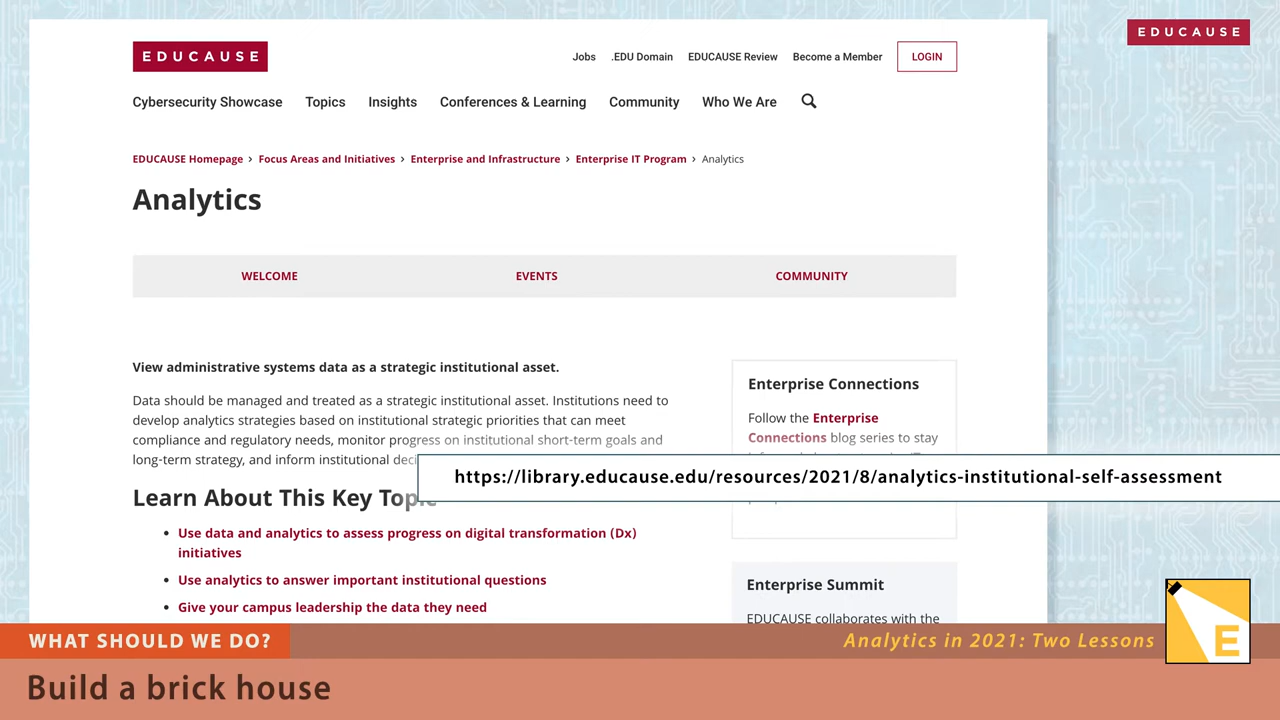 EDUCAUSE
EDUCAUSE
Jobs .EDU Domain EDUCAUSE Review Become a Member LOGIN
Cybersecurity Showcase Topics Insights Conferences & Learning Community Who We Are
EDUCAUSE Homepage › Focus Areas and Initiatives › Enterprise and Infrastructure › Enterprise IT Program › Analytics
Analytics
WELCOME EVENTS COMMUNITY
View administrative systems data as a strategic institutional asset.
Data should be managed and treated as a strategic institutional asset. Institutions need to
develop analytics strategies based on institutional strategic priorities that can meet
compliance and regulatory needs, monitor progress on institutional short-term goals and
long-term strategy, and inform institutional
Learn About This Key Topic
• Use data and analytics to assess progress on digital transformation (Dx)
initiatives
• Use analytics to answer important institutional questions
• Give your campus leadership the data they need
Enterprise Connections
Follow the Enterprise
Connections blog series to stay
https://library.educause.edu/resources/2021/8/analytics-institutional-self-assessment
Enterprise Summit
EDUCAUSE collaborates with the
WHAT SHOULD WE DO?
Analytics in 2021: Two Lessons
E
Build a brick house